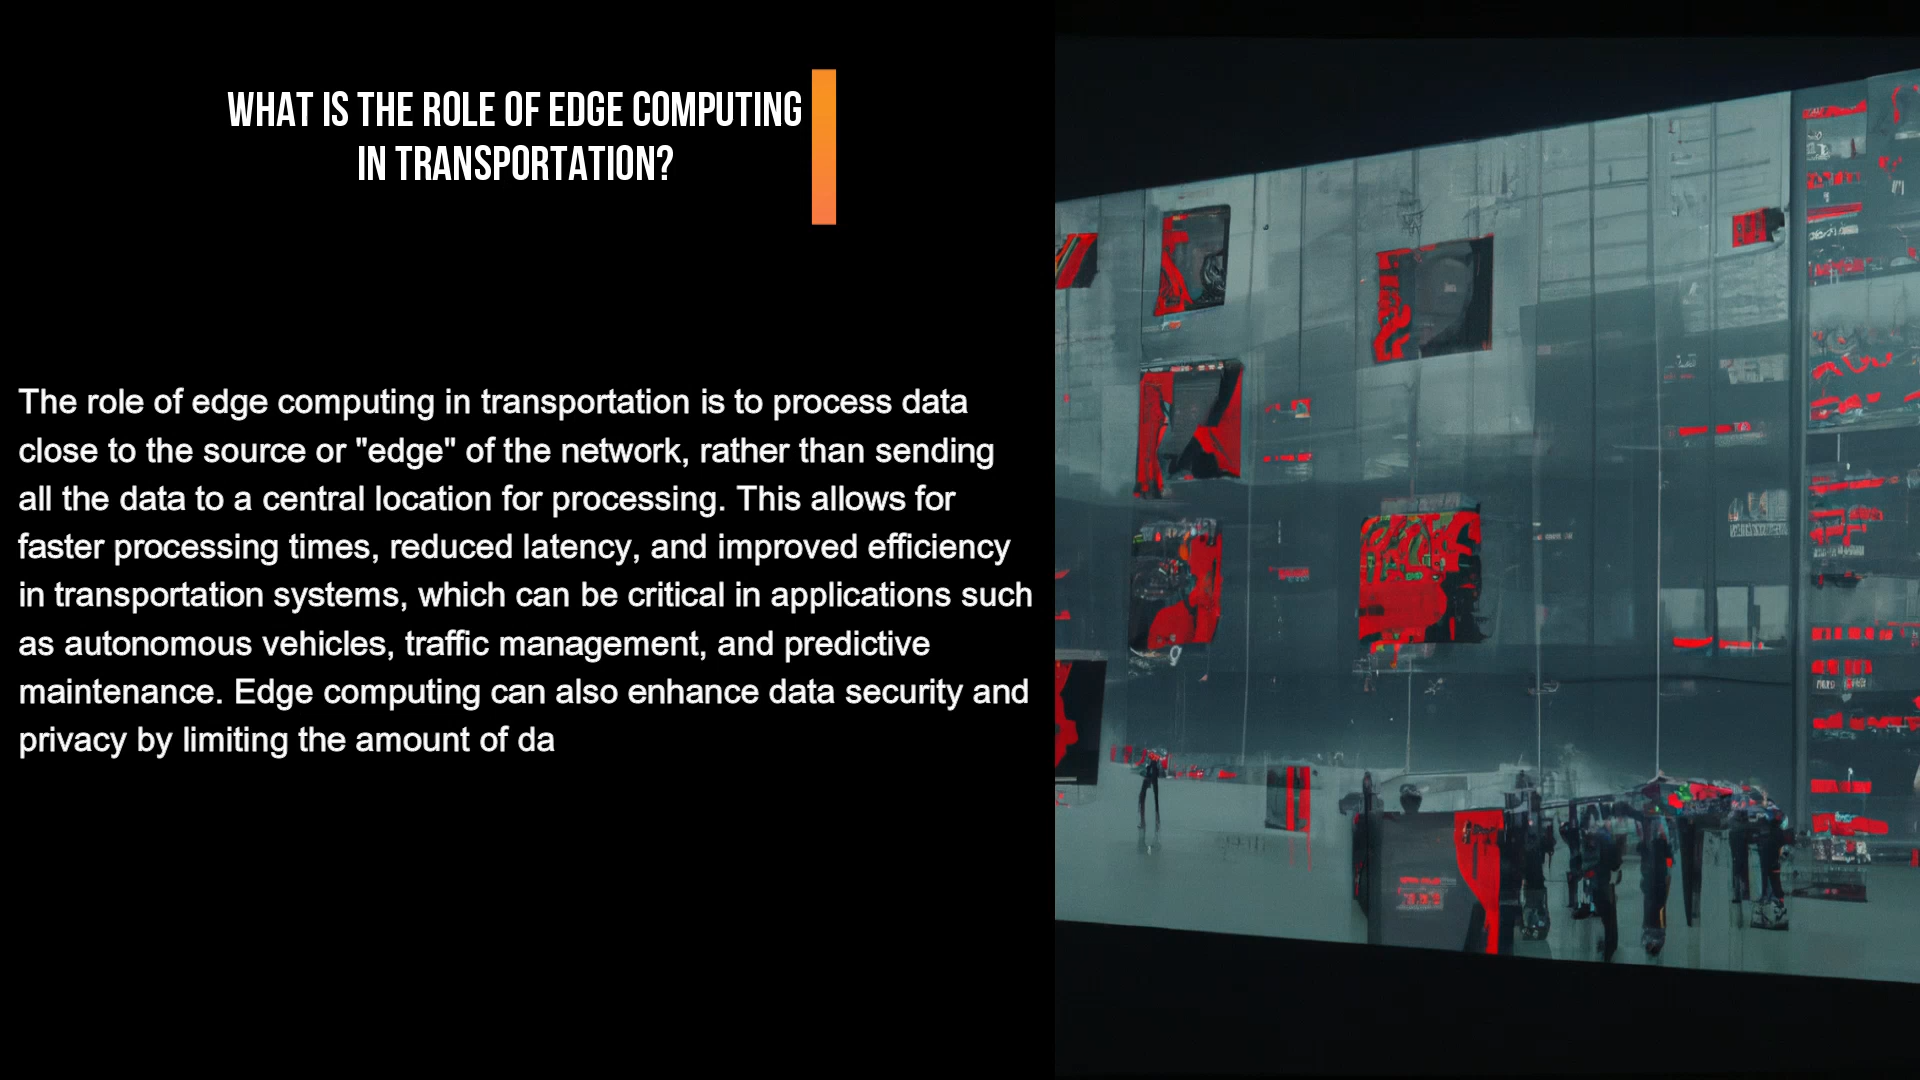 WHAT IS THE ROLE OF EDGE COMPUTING
IN TRANSPORTATION?
The role of edge computing in transportation is to process data
close to the source or "edge" of the network, rather than sending
all the data to a central location for processing. This allows for
faster processing times, reduced latency, and improved efficiency
in transportation systems, which can be critical in applications such
as autonomous vehicles, traffic management, and predictive
maintenance. Edge computing can also enhance data security and
privacy by limiting the amount of da